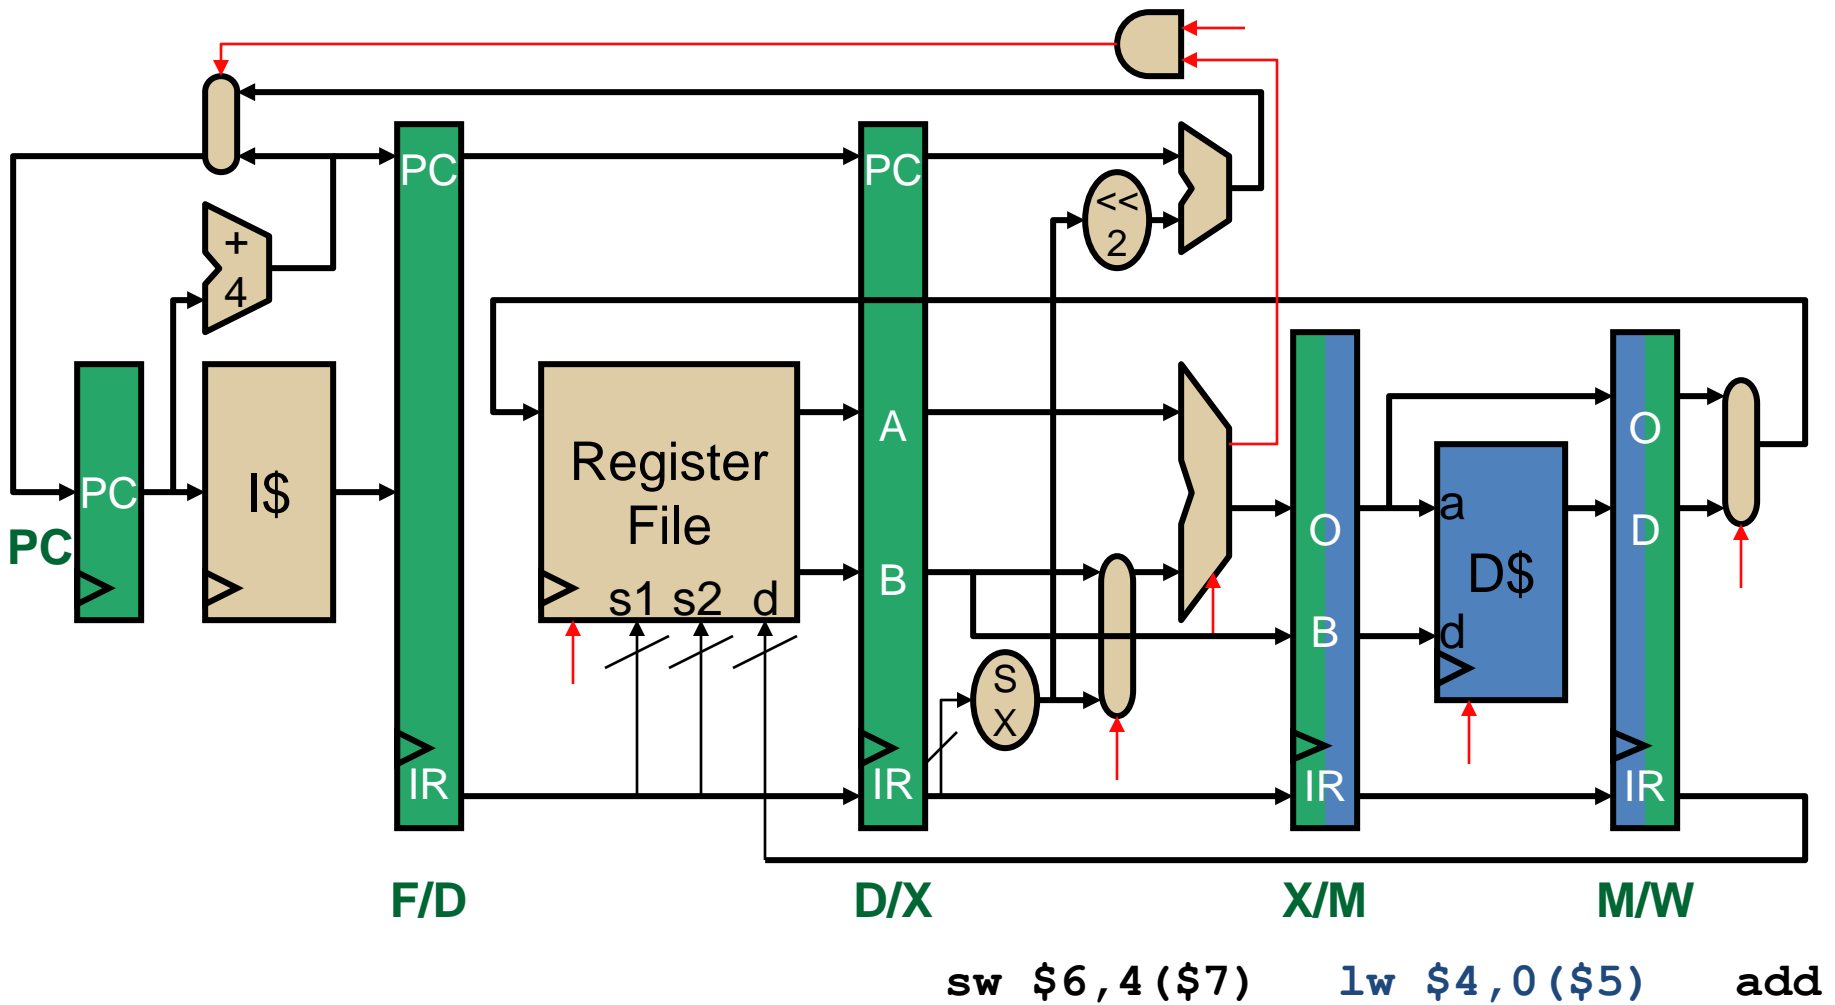 <<
2
PC
PC
+
4
PC
I$
PC
Register
File
s1 s2 d
A
B
S
X
O
B
a
d
D$
O
D
IR
IR
IR
IR
F/D
D/X
X/M
M/W
sw $6,4($7)
lw $4,0($5)
add